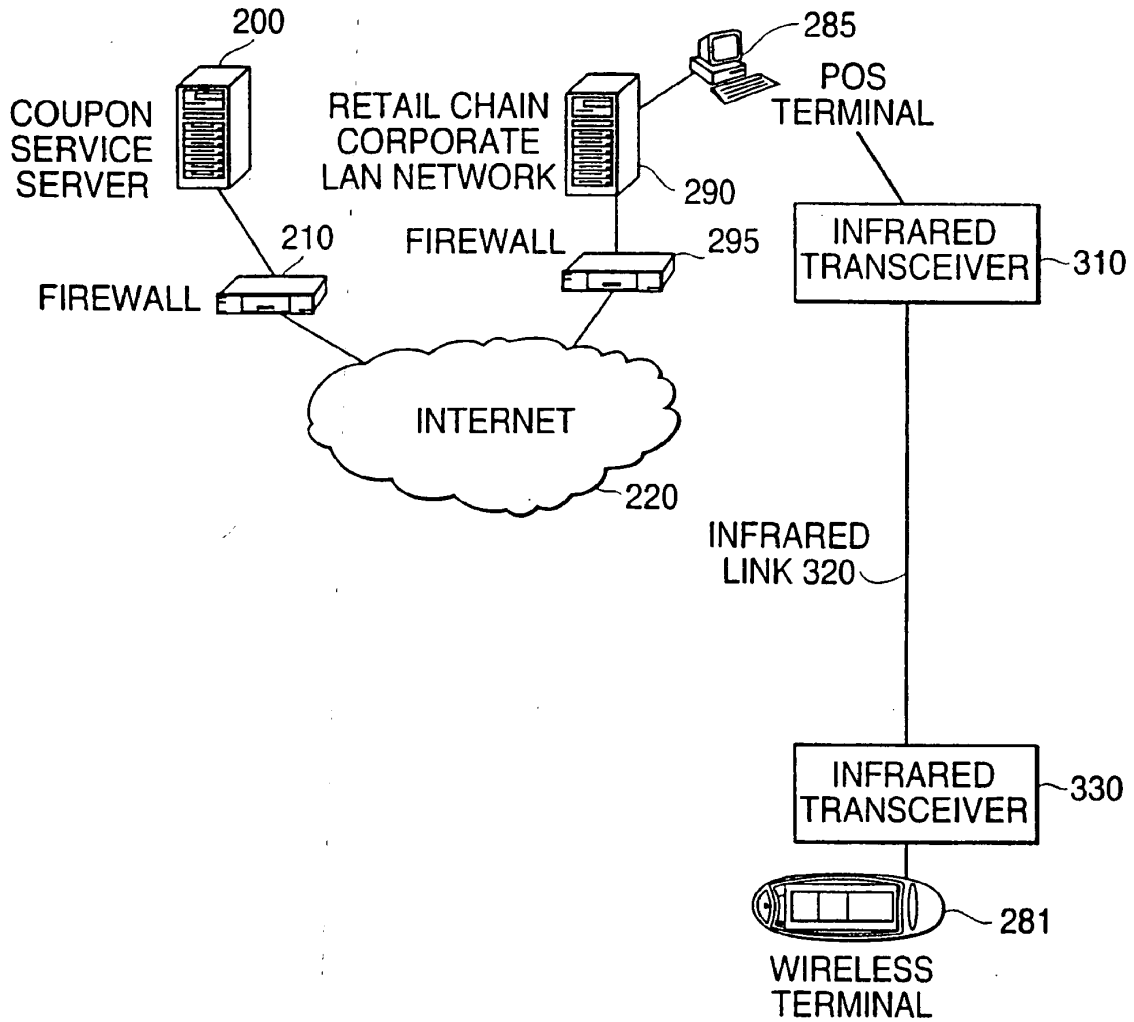 200
COUPON
SERVICE
SERVER
RETAIL CHAIN
CORPORATE
LAN NETWORK
290
285
POS
TERMINAL
210
FIREWALL
FIREWALL
295
INFRARED
TRANSCEIVER
310
INTERNET
220
INFRARED
LINK 320
INFRARED
TRANSCEIVER
330
281
WIRELESS
TERMINAL